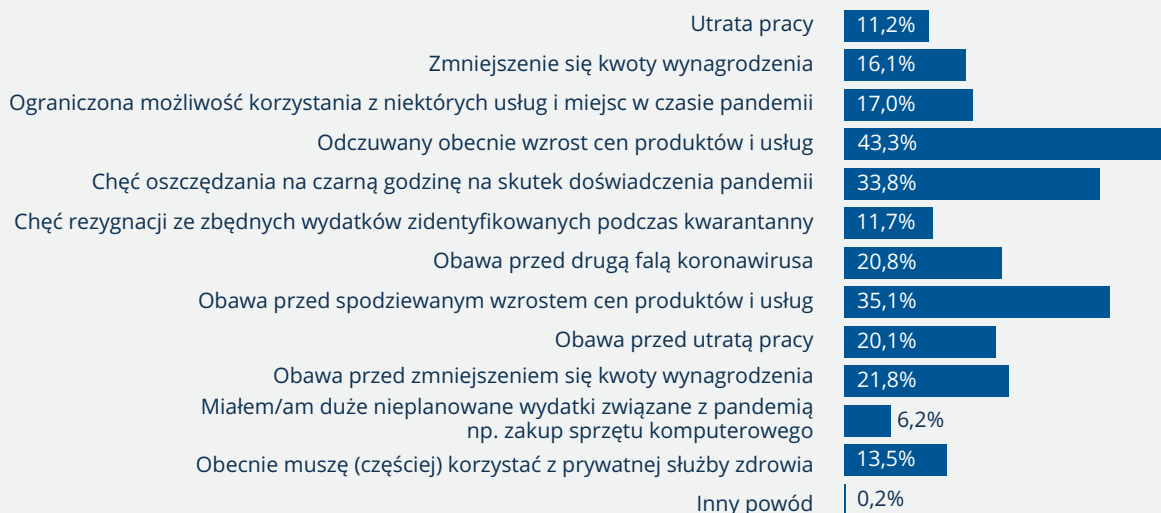 Utrata pracy 11,2%
Zmniejszenie się kwoty wynagrodzenia 16,1%
Ograniczona możliwość korzystania z niektórych usług i miejsc w czasie pandemii 17,0%
Odczuwany obecnie wzrost cen produktów i usług 43,3%
Chęć oszczędzania na czarną godzinę na skutek doświadczenia pandemii 33,8%
Chęć rezygnacji ze zbędnych wydatków zidentyfikowanych podczas kwarantanny 11,7%
Obawa przed drugą falą koronawirusa 20,8%
Obawa przed spodziewanym wzrostem cen produktów i usług 35,1%
Obawa przed utratą pracy 20,1%
Obawa przed zmniejszeniem się kwoty wynagrodzenia 21,8%
Miałem/am duże nieplanowane wydatki związane z pandemią
np. zakup sprzętu komputerowego 6,2%
Obecnie muszę (częściej) korzystać z prywatnej służby zdrowia 13,5%
Inny powód 0,2%